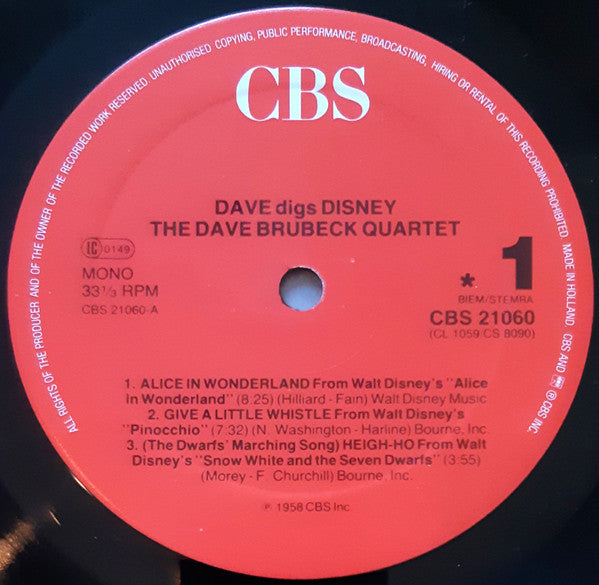 ALL RIGHTS OF THE PRODUCER AND OF THE OWNER OF THE RECORDED WORK RESERVED. UNAUTHORISED COPYING, PUBLIC PERFORMANCE, BROADCASTING, HIRING OR RENTAL OF THIS RECORDING PROHIBITED. MADE IN HOLLAND. CBS AND ℗ CBS INC.
CBS
DAVE digs DISNEY
THE DAVE BRUBECK QUARTET
LC 0149
MONO
33⅓ RPM
CBS 21060-A
* 1
BIEM/STEMRA
CBS 21060
(CL 1059 CS 8090)
1. ALICE IN WONDERLAND From Walt Disney's "Alice
in Wonderland" (8.25) (Hilliard - Fain) Walt Disney Music
2. GIVE A LITTLE WHISTLE From Walt Disney's
"Pinocchio" (7:32) (N. Washington - Harline) Bourne, Inc
3. (The Dwarfs' Marching Song) HEIGH-HO From Walt
Disney's "Snow White and the Seven Dwarfs" (3:55)
(Morey - F. Churchill) Bourne, Inc.
℗ 1958 CBS Inc